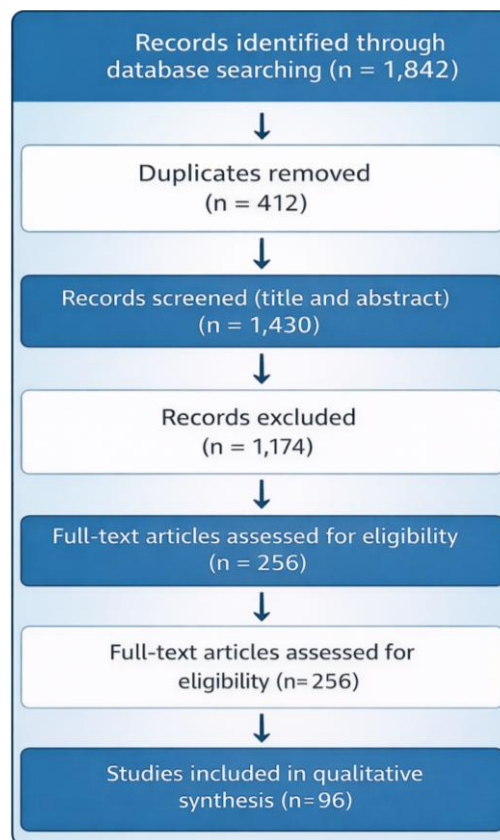 Records identified through
database searching (n = 1,842)
Duplicates removed
(n = 412)
Records screened (title and abstract)
(n = 1,430)
Records excluded
(n = 1,174)
Full-text articles assessed for eligibility
(n = 256)
Full-text articles assessed for
eligibility (n=256)
Studies included in qualitative
synthesis (n=96)